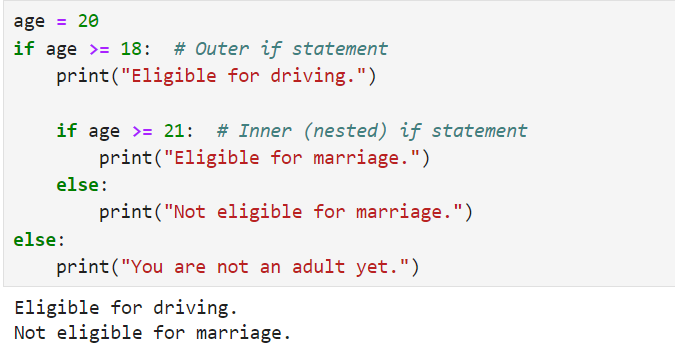 age = 20
if age >= 18:  # Outer if statement
    print("Eligible for driving.")

    if age >= 21:  # Inner (nested) if statement
        print("Eligible for marriage.")
    else:
        print("Not eligible for marriage.")
else:
    print("You are not an adult yet.")
Eligible for driving.
Not eligible for marriage.